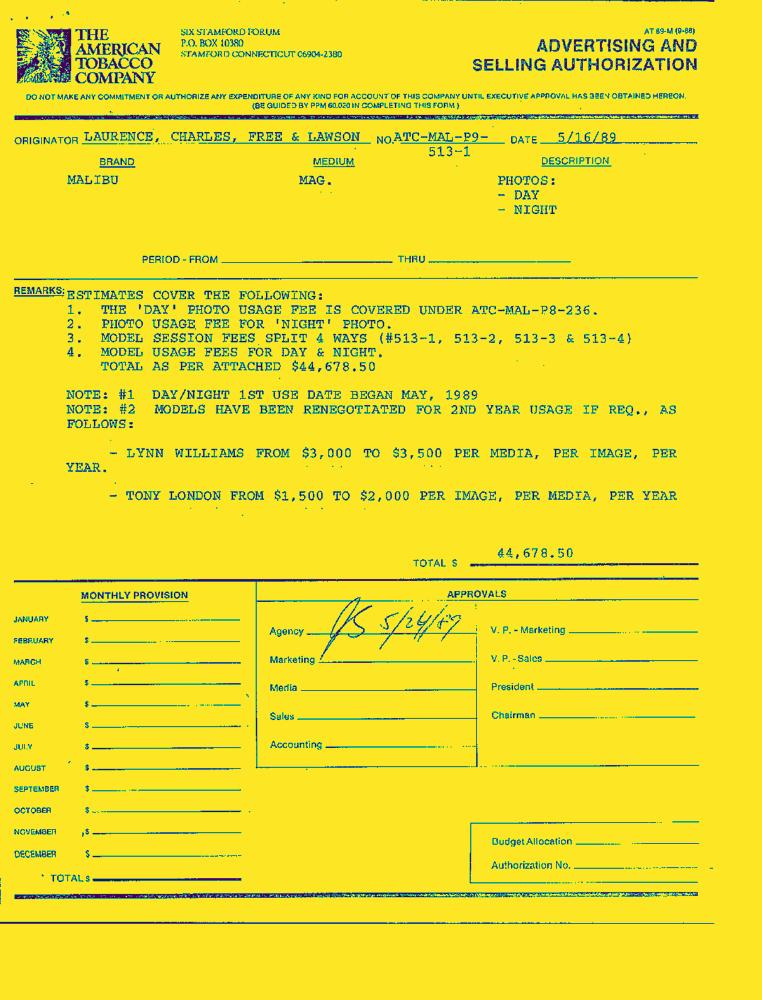 THE
AMERICAN
TOBACCO
COMPANY
SIX STAMFORD FORUM
P.O. BOX 10380
STAMFORD CONNECTICUT 06904-2380
AT 69-M (9-88)
ADVERTISING AND
SELLING AUTHORIZATION
DO NOT MAKE ANY COMMITMENT OR AUTHORIZE ANY EXPENDITURE OF ANY KIND FOR ACCOUNT OF THIS COMPANY UNTIL EXECUTIVE APPROVAL HAS BEEN OBTAINED HEREON.
(BE GUIDED BY PPM 60.020 IN COMPLETING THIS FORM.)
ORIGINATOR LAURENCE, CHARLES, FREE & LAWSON NO. ATC-MAL-P9- DATE 5/16/89
513-1
BRAND MEDIUM DESCRIPTION
MALIBU MAG. PHOTOS:
- DAY
- NIGHT
PERIOD - FROM THRU
REMARKS: ESTIMATES COVER THE FOLLOWING:
1. THE 'DAY' PHOTO USAGE FEE IS COVERED UNDER ATC-MAL-P8-236.
2. PHOTO USAGE FEE FOR 'NIGHT' PHOTO.
3. MODEL SESSION FEES SPLIT 4 WAYS (#513-1, 513-2, 513-3 & 513-4)
4. MODEL USAGE FEES FOR DAY & NIGHT.
TOTAL AS PER ATTACHED $44,678.50
NOTE: #1 DAY/NIGHT 1ST USE DATE BEGAN MAY, 1989
NOTE: #2 MODELS HAVE BEEN RENEGOTIATED FOR 2ND YEAR USAGE IF REQ., AS
FOLLOWS:
- LYNN WILLIAMS FROM $3,000 TO $3,500 PER MEDIA, PER IMAGE, PER
YEAR.
- TONY LONDON FROM $1,500 TO $2,000 PER IMAGE, PER MEDIA, PER YEAR
TOTAL $ 44,678.50
MONTHLY PROVISION
JANUARY $
FEBRUARY $
MARCH $
APRIL $
MAY $
JUNE $
JULY $
AUGUST $
SEPTEMBER $
OCTOBER $
NOVEMBER $
DECEMBER $
TOTAL $
APPROVALS
Agency 5/24/89
Marketing
Media
Sales
Accounting
V. P. - Marketing
V. P. - Sales
President
Chairman
Budget Allocation
Authorization No.